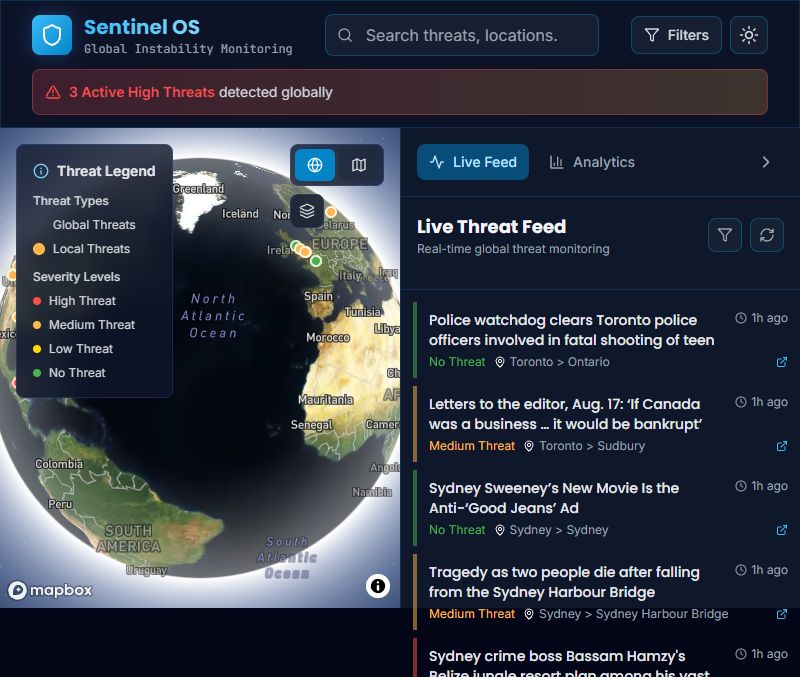 Sentinel OS
Global Instability Monitoring
Search threats, locations.
Filters
3 Active High Threats detected globally
Threat Legend
Threat Types
Global Threats
Local Threats
Severity Levels
High Threat
Medium Threat
Low Threat
No Threat
Greenland
Iceland
Nor
Belarus
Irela
EUROPE
Italy
Greece
Iraq
Spain
Tunisia
Morocco
Libya
North
Atlantic
Ocean
Mauritania
Ch
AF
Senegal
Camer
Angol
Namibia
Colombia
Peru
SOUTH
AMERICA
Uruguay
South
Atlantic
Ocean
mapbox
Live Feed
Analytics
Live Threat Feed
Real-time global threat monitoring
Police watchdog clears Toronto police
officers involved in fatal shooting of teen
1h ago
No Threat Toronto > Ontario
Letters to the editor, Aug. 17: ‘If Canada
was a business … it would be bankrupt’
1h ago
Medium Threat Toronto > Sudbury
Sydney Sweeney’s New Movie Is the
Anti-‘Good Jeans’ Ad
1h ago
No Threat Sydney > Sydney
Tragedy as two people die after falling
from the Sydney Harbour Bridge
1h ago
Medium Threat Sydney > Sydney Harbour Bridge
Sydney crime boss Bassam Hamzy's
Belize jungle resort plan among his vast
1h ago